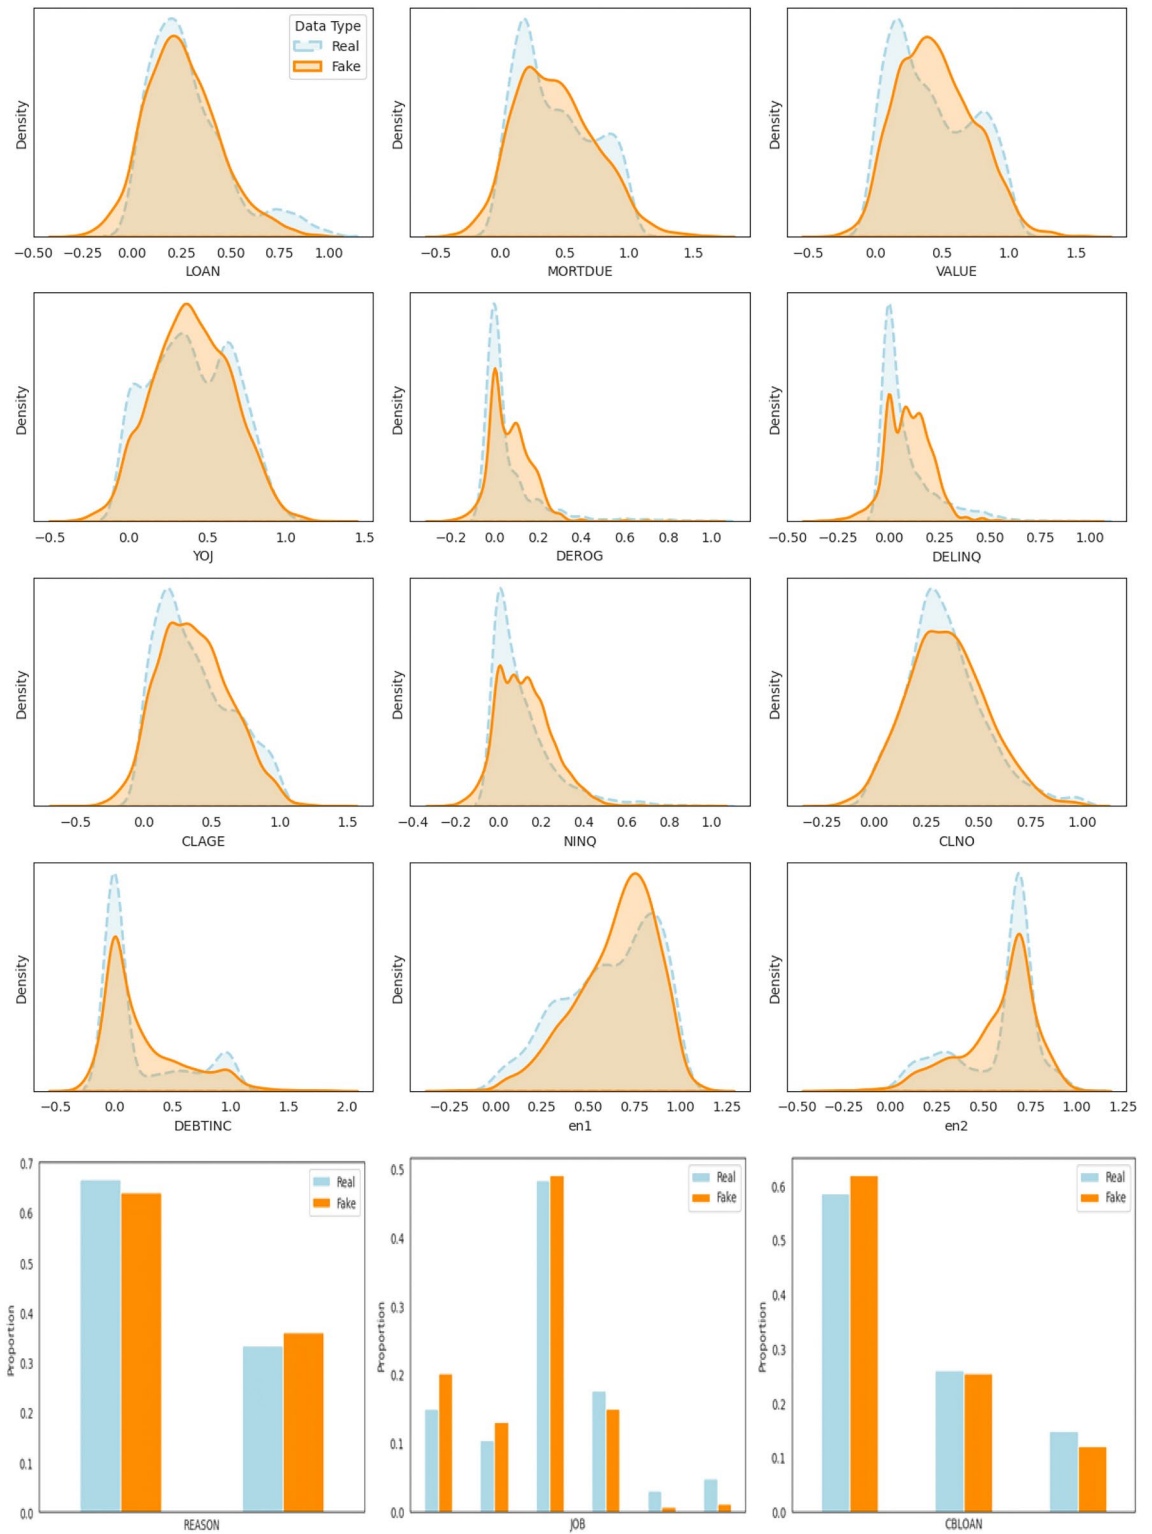 Data Type
Real
Fake
Density
−0.50 −0.25 0.00 0.25 0.50 0.75 1.00
LOAN
Density
−0.5 0.0 0.5 1.0 1.5
MORTDUE
Density
−0.5 0.0 0.5 1.0 1.5
VALUE
Density
−0.5 0.0 0.5 1.0 1.5
YOJ
Density
−0.2 0.0 0.2 0.4 0.6 0.8 1.0
DEROG
Density
−0.50 −0.25 0.00 0.25 0.50 0.75 1.00
DELINQ
Density
−0.5 0.0 0.5 1.0 1.5
CLAGE
Density
−0.4 −0.2 0.0 0.2 0.4 0.6 0.8 1.0
NINQ
Density
−0.25 0.00 0.25 0.50 0.75 1.00
CLNO
Density
−0.5 0.0 0.5 1.0 1.5 2.0
DEBTINC
Density
−0.25 0.00 0.25 0.50 0.75 1.00 1.25
en1
Density
−0.50 −0.25 0.00 0.25 0.50 0.75 1.00 1.25
en2
0.7
0.6
0.5
0.4
0.3
0.2
0.1
0.0
Proportion
Real
Fake
REASON
0.5
0.4
0.3
0.2
0.1
0.0
Proportion
Real
Fake
JOB
0.6
0.5
0.4
0.3
0.2
0.1
0.0
Proportion
Real
Fake
CBLOAN